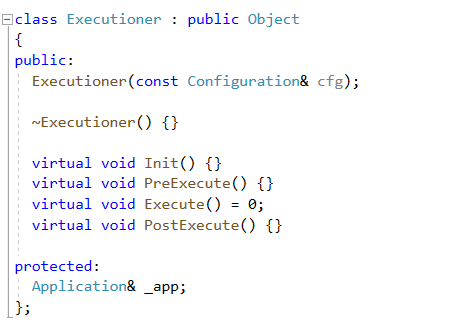 class Executioner : public Object
{
public:
Executioner(const Configuration& cfg);
~Executioner() {}
virtual void Init() {}
virtual void PreExecute() {}
virtual void Execute() = 0;
virtual void PostExecute() {}
protected:
Application& _app;
};